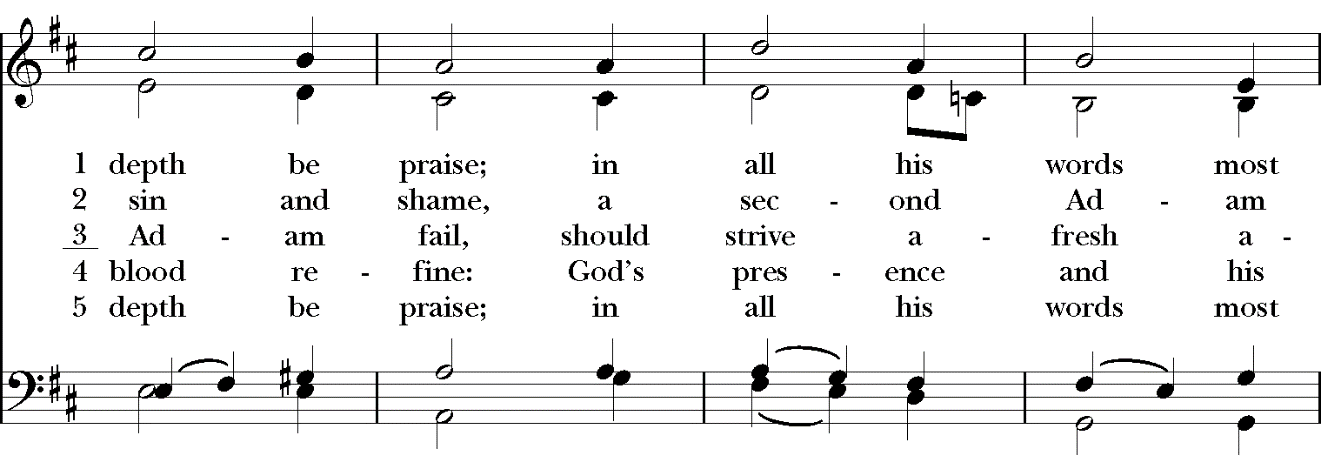 1 depth be praise; in all his words most
2 sin and shame, a sec - ond Ad - am
3 Ad - am fail, should strive a - fresh a -
4 blood re - fine: God’s pres - ence and his
5 depth be praise; in all his words most